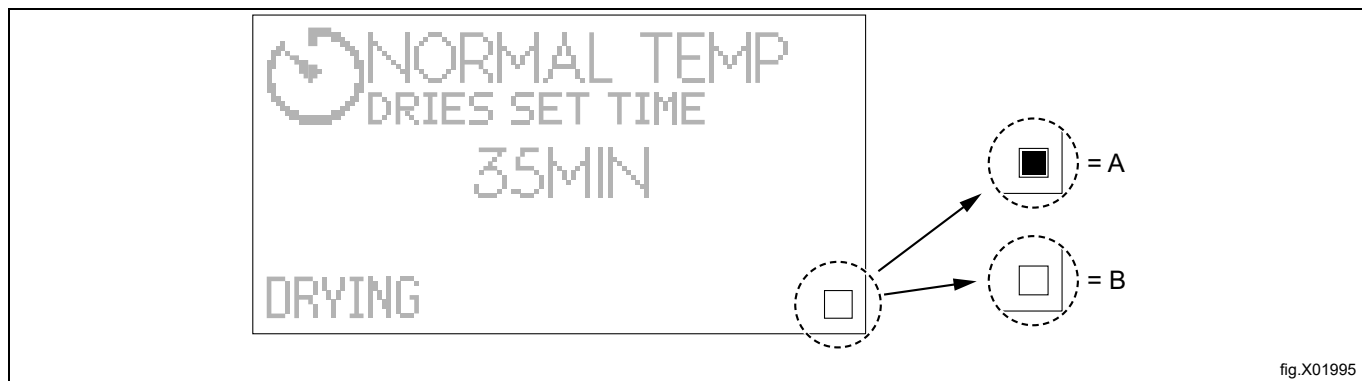 NORMAL TEMP
DRIES SET TIME
35MIN
DRYING
= A
= B
fig.X01995